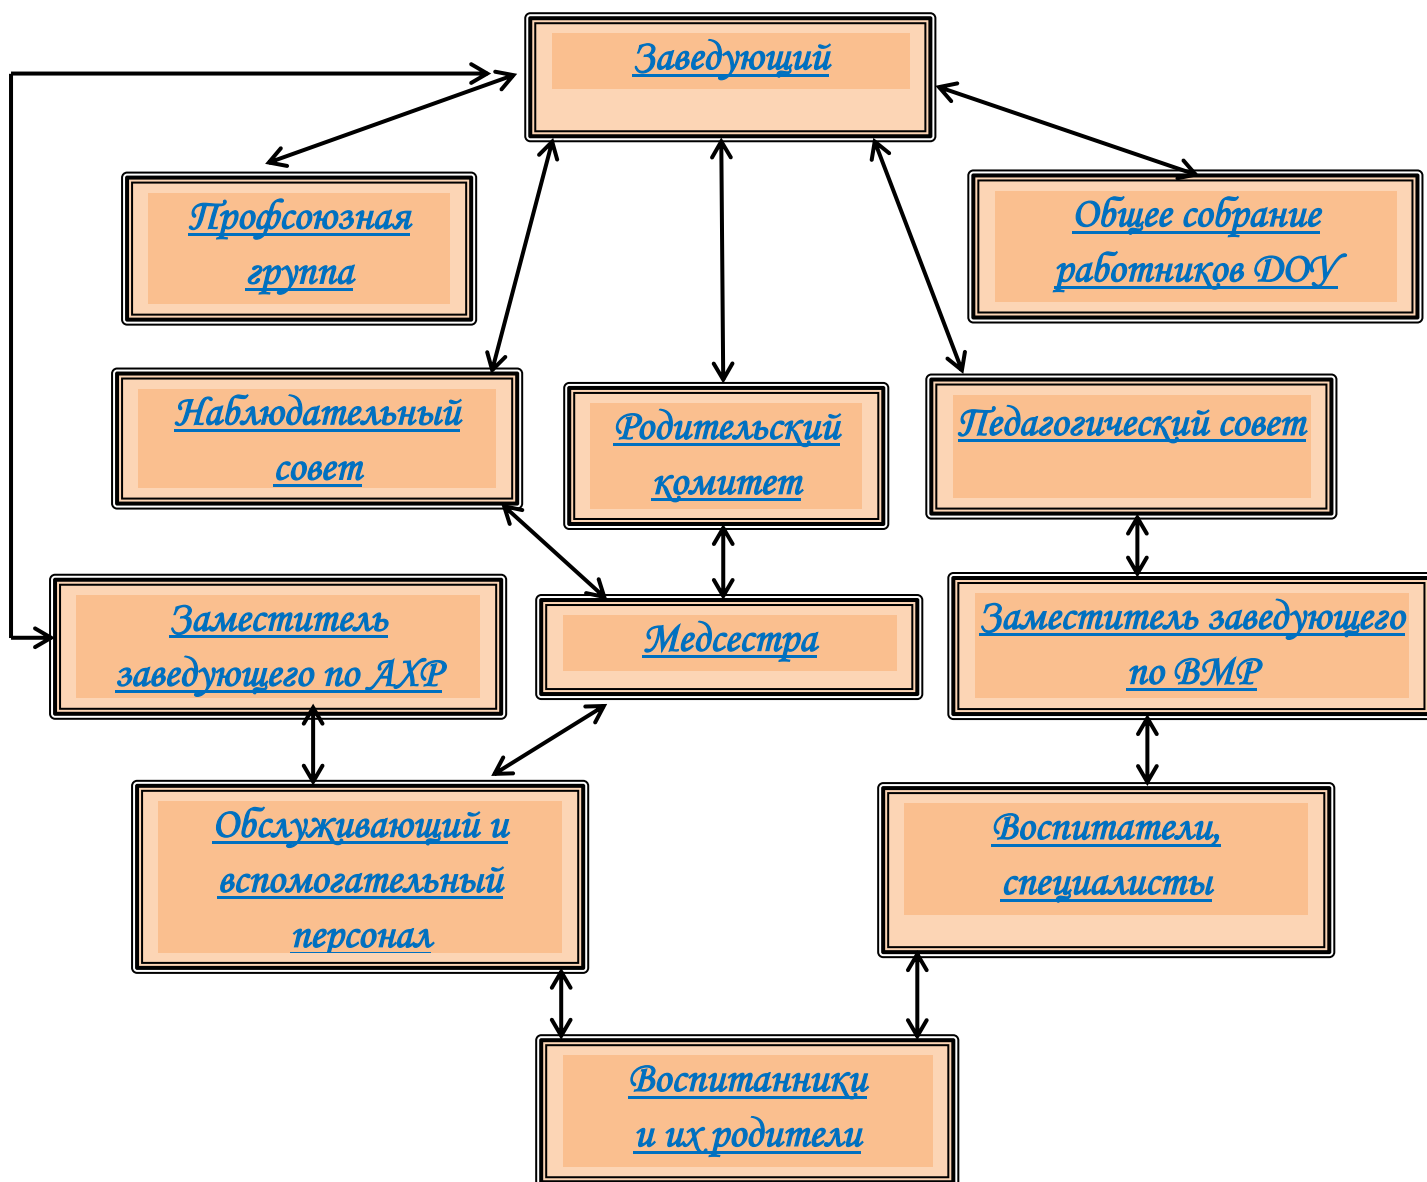 Заведующий
Профсоюзная
группа
Общее собрание
работников ДОУ
Наблюдательный
совет
Родительский
комитет
Педагогический совет
Заместитель
заведующего по АХР
Медсестра
Заместитель заведующего
по ВМР
Обслуживающий и
вспомогательный
персонал
Воспитатели,
специалисты
Воспитанники
и их родители